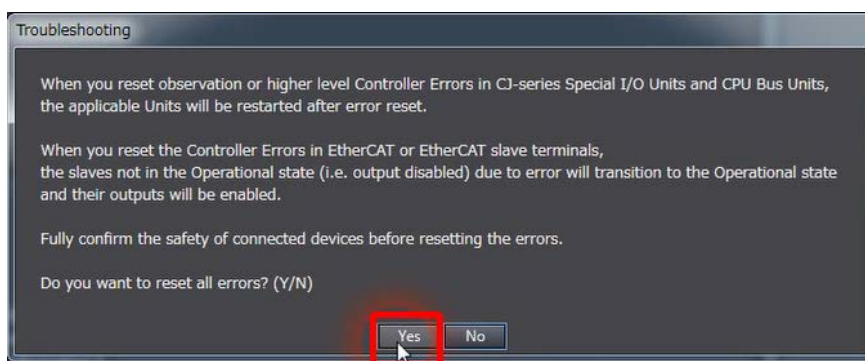 Troubleshooting
When you reset observation or higher level Controller Errors in CJ-series Special I/O Units and CPU Bus Units,
the applicable Units will be restarted after error reset.
When you reset the Controller Errors in EtherCAT or EtherCAT slave terminals,
the slaves not in the Operational state (i.e. output disabled) due to error will transition to the Operational state
and their outputs will be enabled.
Fully confirm the safety of connected devices before resetting the errors.
Do you want to reset all errors? (Y/N)
Yes No